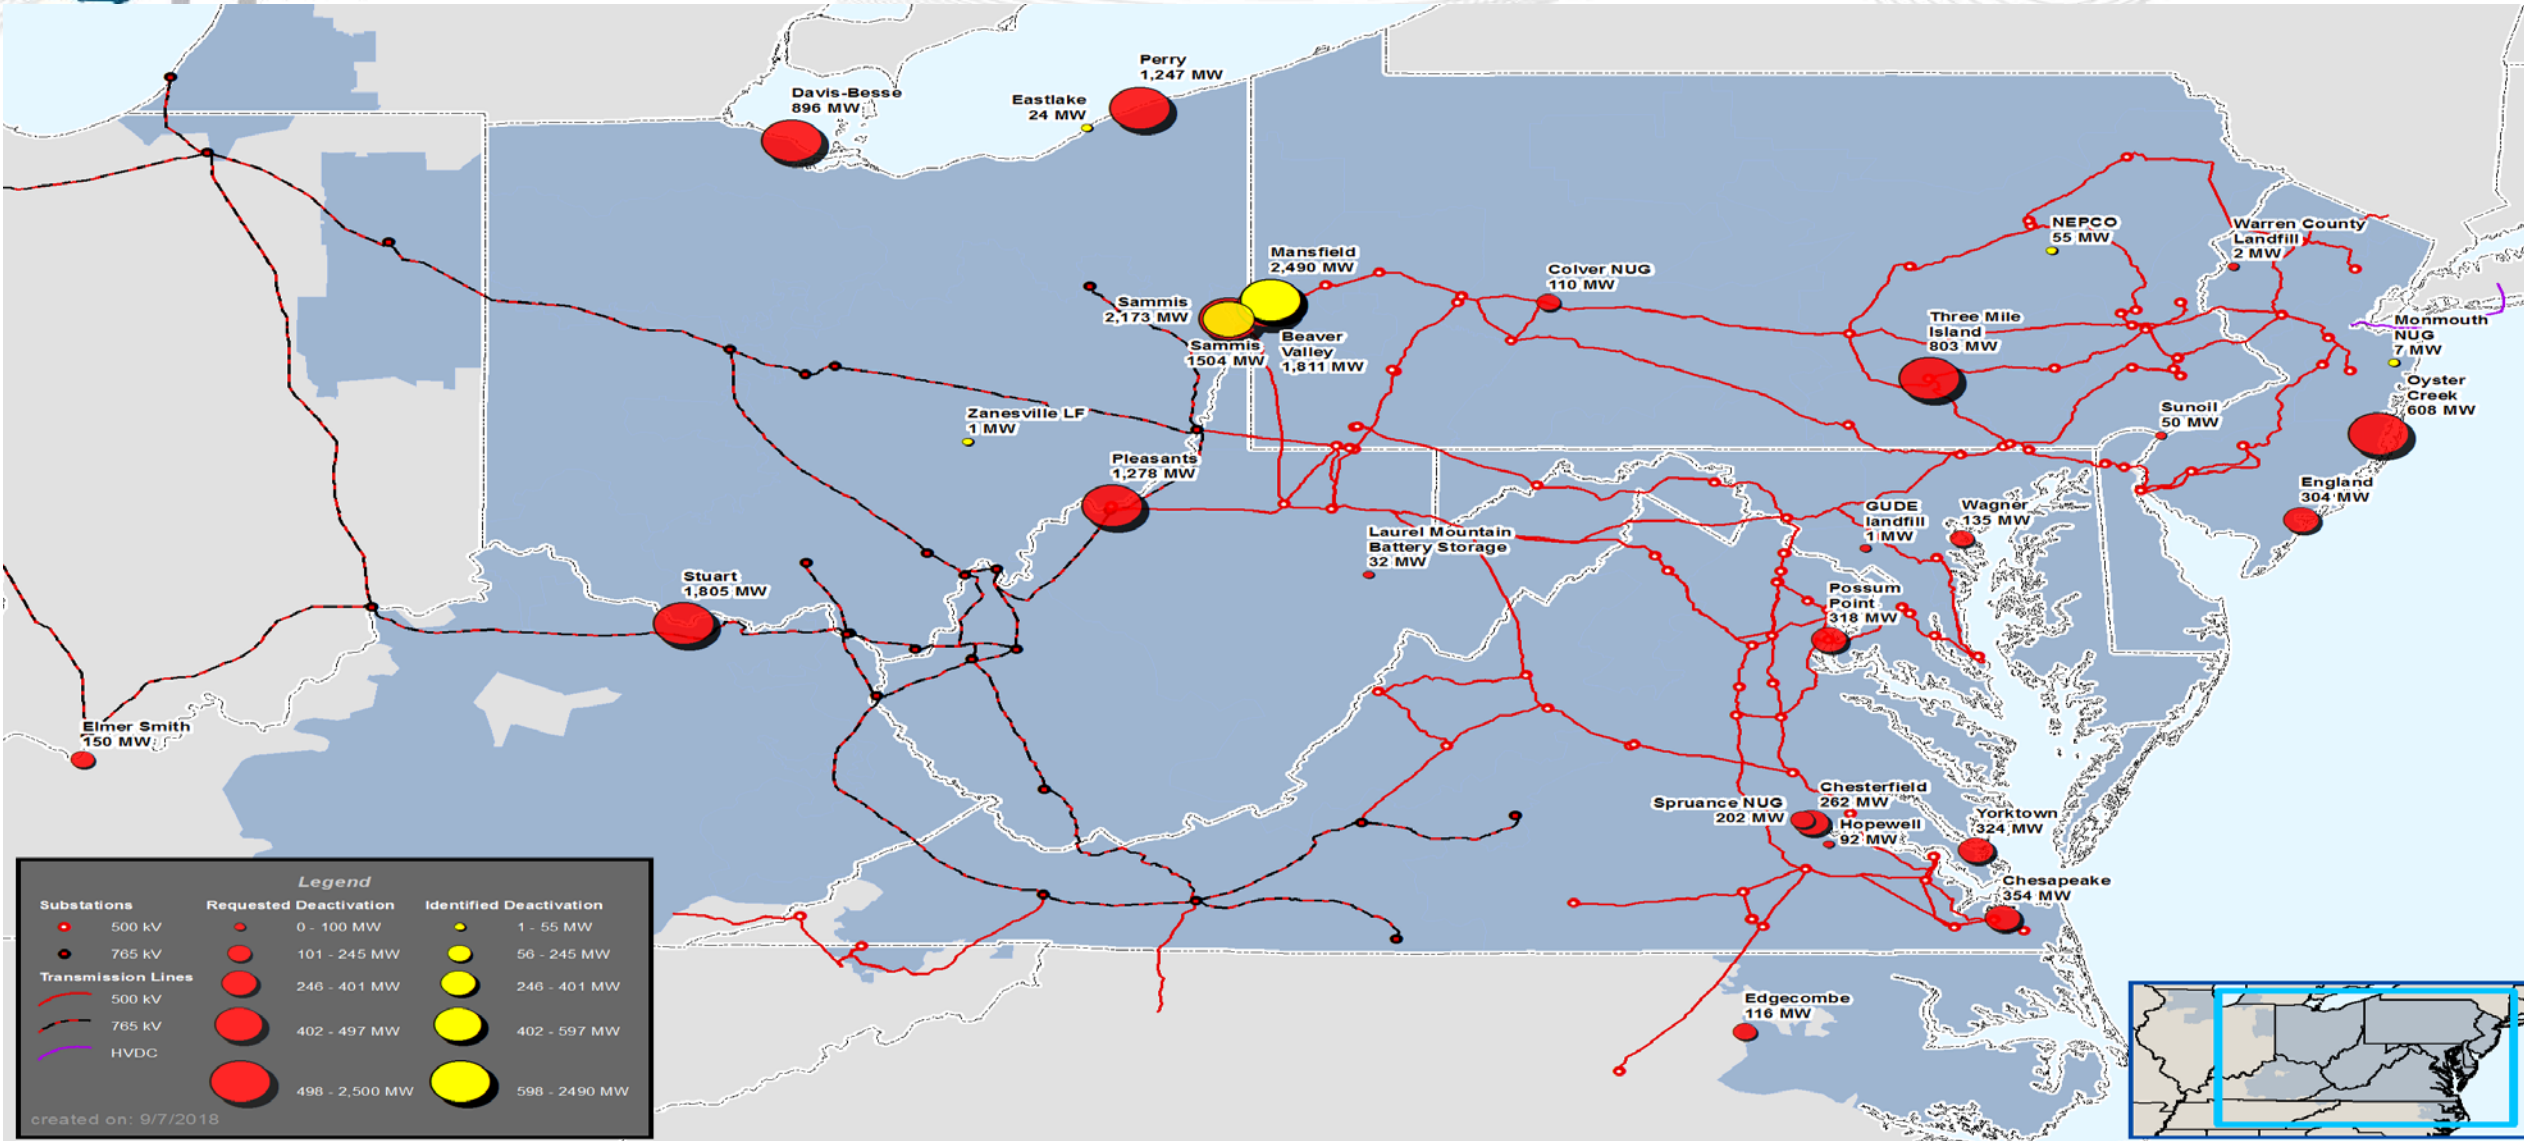 Perry
1,247 MW
Davis-Besse
896 MW
Eastlake
24 MW
NEPCO
55 MW
Warren County
Landfill
2 MW
Mansfield
2,490 MW
Colver NUG
110 MW
Sammis
2,173 MW
Sammis
1504 MW
Beaver
Valley
1,811 MW
Three Mile
Island
803 MW
Monmouth
NUG
7 MW
Oyster
Creek
608 MW
Zanesville LF
1 MW
Sunoil
50 MW
Pleasants
1,278 MW
England
304 MW
Laurel Mountain
Battery Storage
32 MW
GUDE
landfill
1 MW
Wagner
135 MW
Stuart
1,805 MW
Possum
Point
318 MW
Elmer Smith
150 MW
Spruance NUG
202 MW
Chesterfield
262 MW
Hopewell
92 MW
Yorktown
324 MW
Chesapeake
354 MW
Edgecombe
116 MW
Legend
Substations
500 kV
765 kV
Transmission Lines
500 kV
765 kV
HVDC
Requested Deactivation
0 - 100 MW
101 - 245 MW
246 - 401 MW
402 - 497 MW
498 - 2,500 MW
Identified Deactivation
1 - 55 MW
56 - 245 MW
246 - 401 MW
402 - 597 MW
598 - 2490 MW
created on: 9/7/2018